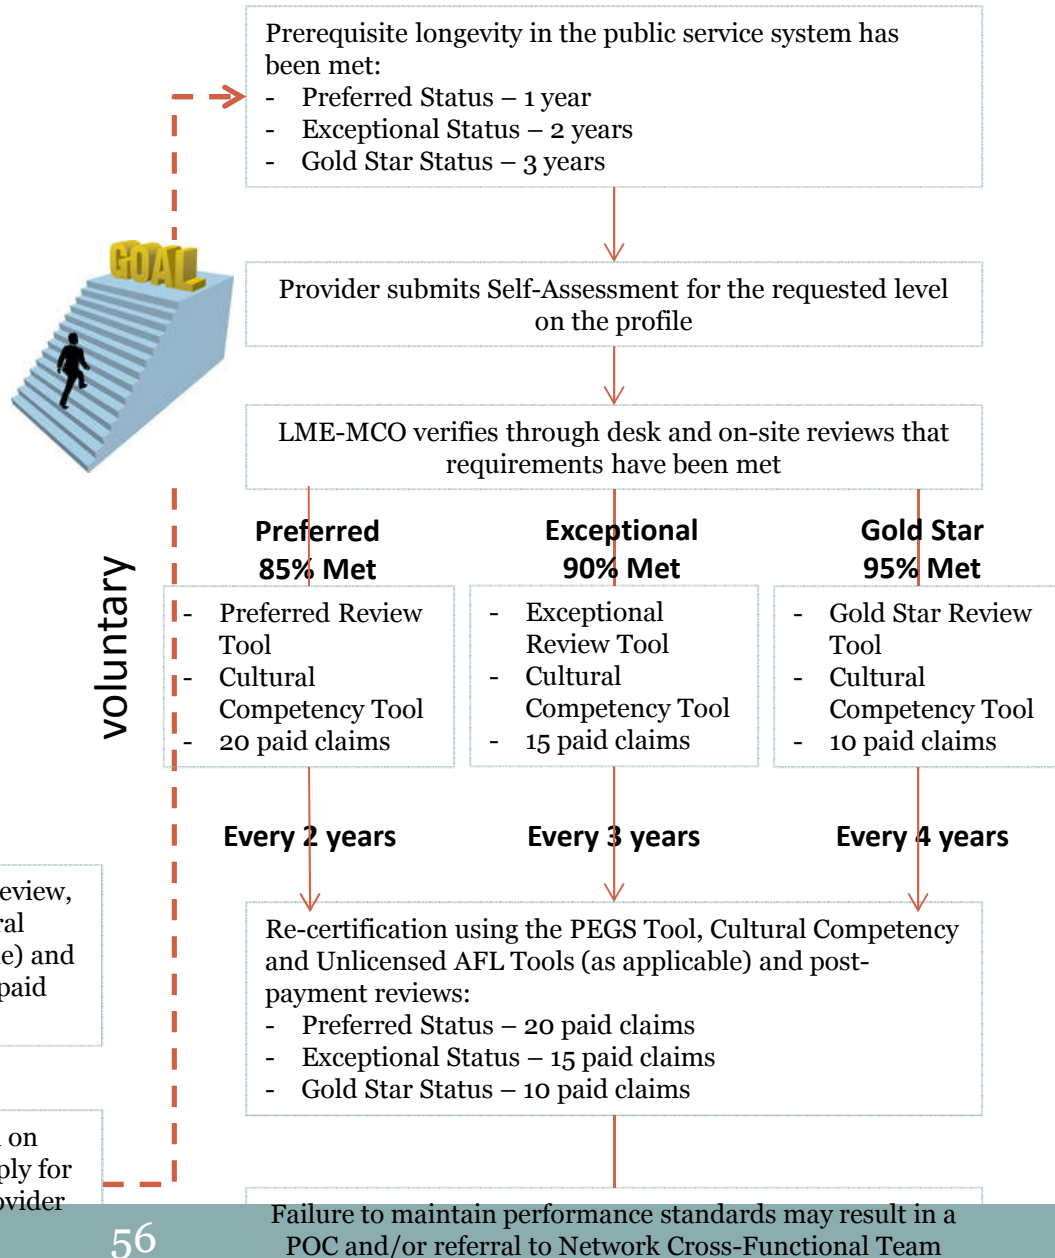 Prerequisite longevity in the public service system has
been met:
- Preferred Status – 1 year
- Exceptional Status – 2 years
- Gold Star Status – 3 years
GOAL
Provider submits Self-Assessment for the requested level
on the profile
LME-MCO verifies through desk and on-site reviews that
requirements have been met
voluntary
Preferred
85% Met
- Preferred Review
Tool
- Cultural
Competency Tool
- 20 paid claims
Every 2 years
Exceptional
90% Met
- Exceptional
Review Tool
- Cultural
Competency Tool
- 15 paid claims
Every 3 years
Gold Star
95% Met
- Gold Star Review
Tool
- Cultural
Competency Tool
- 10 paid claims
Every 4 years
Re-certification using the PEGS Tool, Cultural Competency
and Unlicensed AFL Tools (as applicable) and post-
payment reviews:
- Preferred Status – 20 paid claims
- Exceptional Status – 15 paid claims
- Gold Star Status – 10 paid claims
and
paid
on
for
56
Failure to maintain performance standards may result in a
POC and/or referral to Network Cross-Functional Team